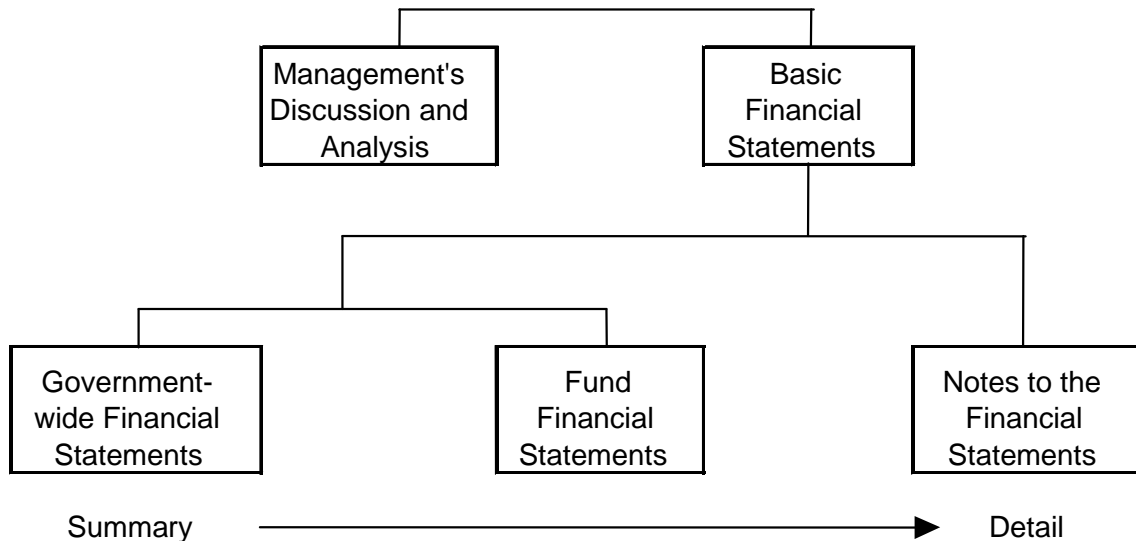 Management's
Discussion and
Analysis
Basic
Financial
Statements
Government-
wide Financial
Statements
Fund
Financial
Statements
Notes to the
Financial
Statements
Summary
Detail